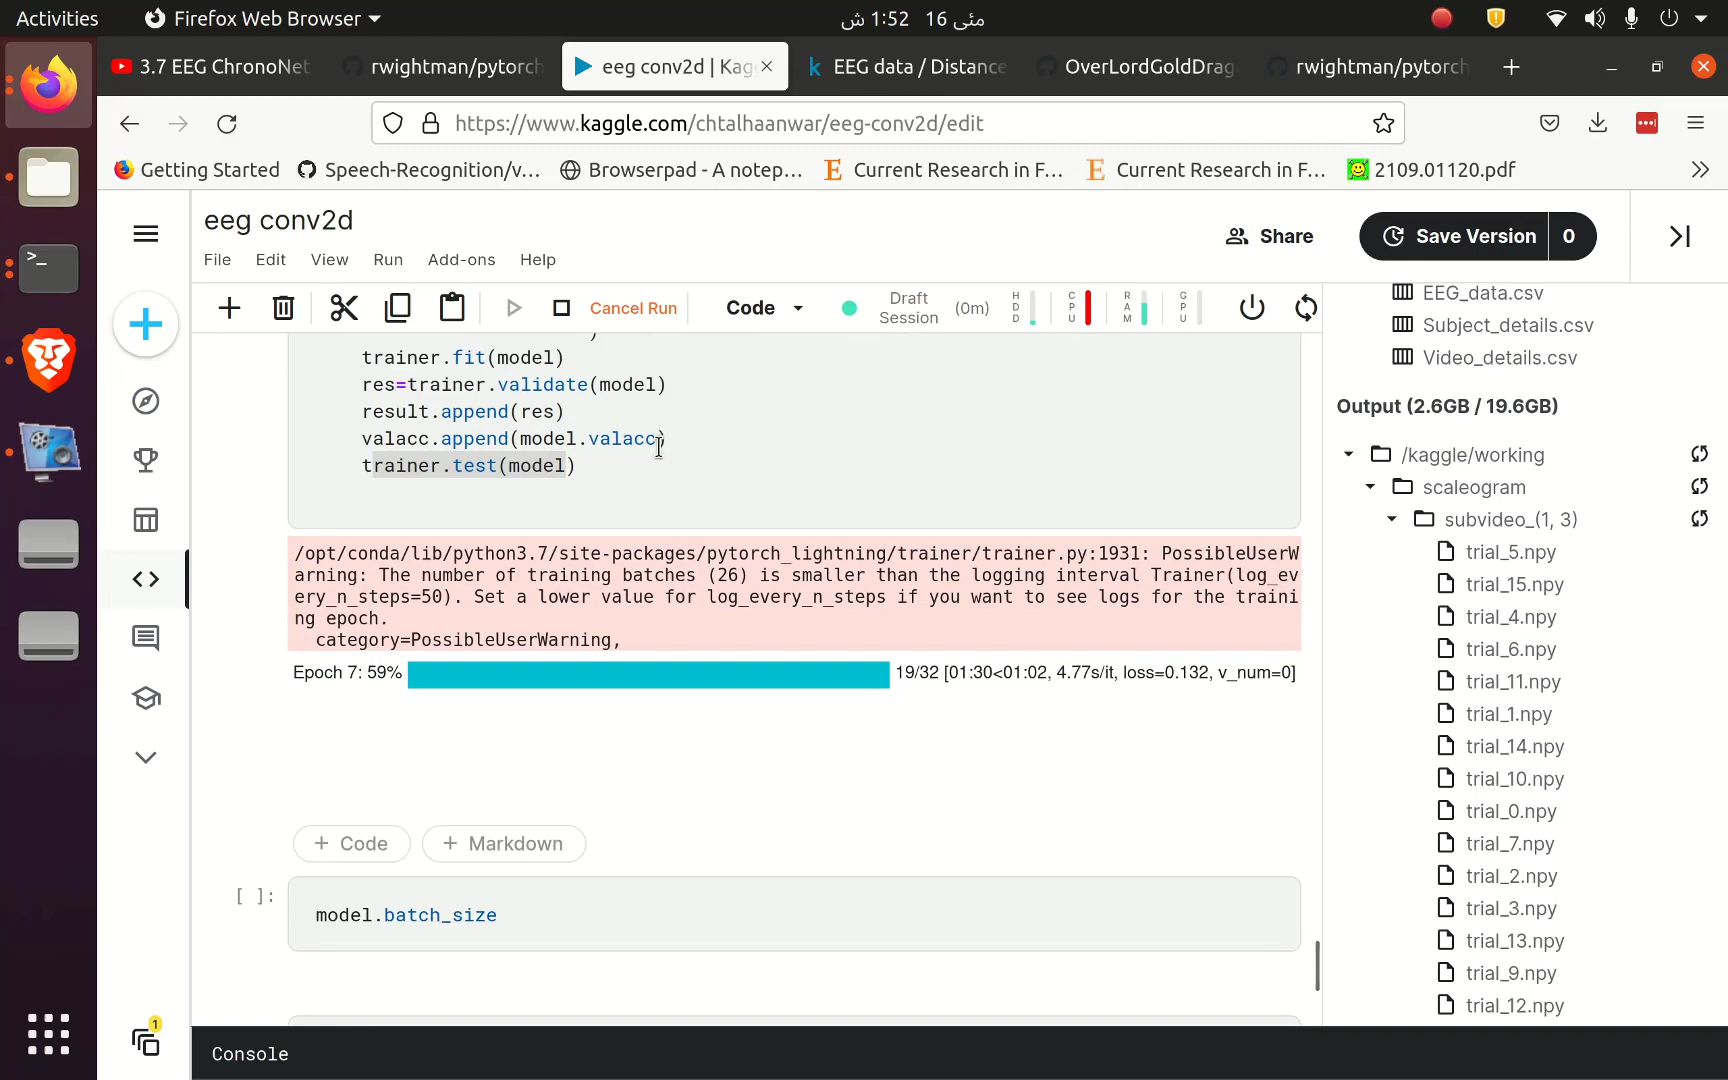 Activities
Firefox Web Browser
مئی 16   1:52 ش
3.7 EEG ChronoNet
rwightman/pytorch
eeg conv2d | Kag
EEG data / Distance
OverLordGoldDrag
rwightman/pytorch
https://www.kaggle.com/chtalhaanwar/eeg-conv2d/edit
Getting Started
Speech-Recognition/v...
Browserpad - A notep...
Current Research in F...
Current Research in F...
2109.01120.pdf
eeg conv2d
File Edit View Run Add-ons Help
Share
Save Version 0
Cancel Run
Code
Draft Session
(0m)
HDD
CPU
RAM
GPU
trainer.fit(model)
res=trainer.validate(model)
result.append(res)
valacc.append(model.valacc)
trainer.test(model)
/opt/conda/lib/python3.7/site-packages/pytorch_lightning/trainer/trainer.py:1931: PossibleUserW
arning: The number of training batches (26) is smaller than the logging interval Trainer(log_ev
ery_n_steps=50). Set a lower value for log_every_n_steps if you want to see logs for the traini
ng epoch.
category=PossibleUserWarning,
Epoch 7: 59% 19/32 [01:30<01:02, 4.77s/it, loss=0.132, v_num=0]
+ Code
+ Markdown
[ ]:
model.batch_size
Console
1
EEG_data.csv
Subject_details.csv
Video_details.csv
Output (2.6GB / 19.6GB)
/kaggle/working
scaleogram
subvideo_(1, 3)
trial_5.npy
trial_15.npy
trial_4.npy
trial_6.npy
trial_11.npy
trial_1.npy
trial_14.npy
trial_10.npy
trial_0.npy
trial_7.npy
trial_2.npy
trial_3.npy
trial_13.npy
trial_9.npy
trial_12.npy